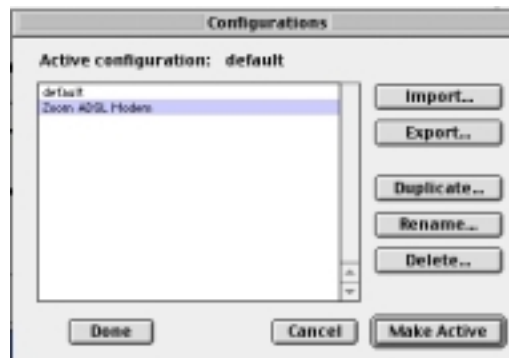 Configurations
Active configuration: default
default
Zoom ADSL Modem
Import...
Export...
Duplicate...
Rename...
Delete...
Done
Cancel
Make Active